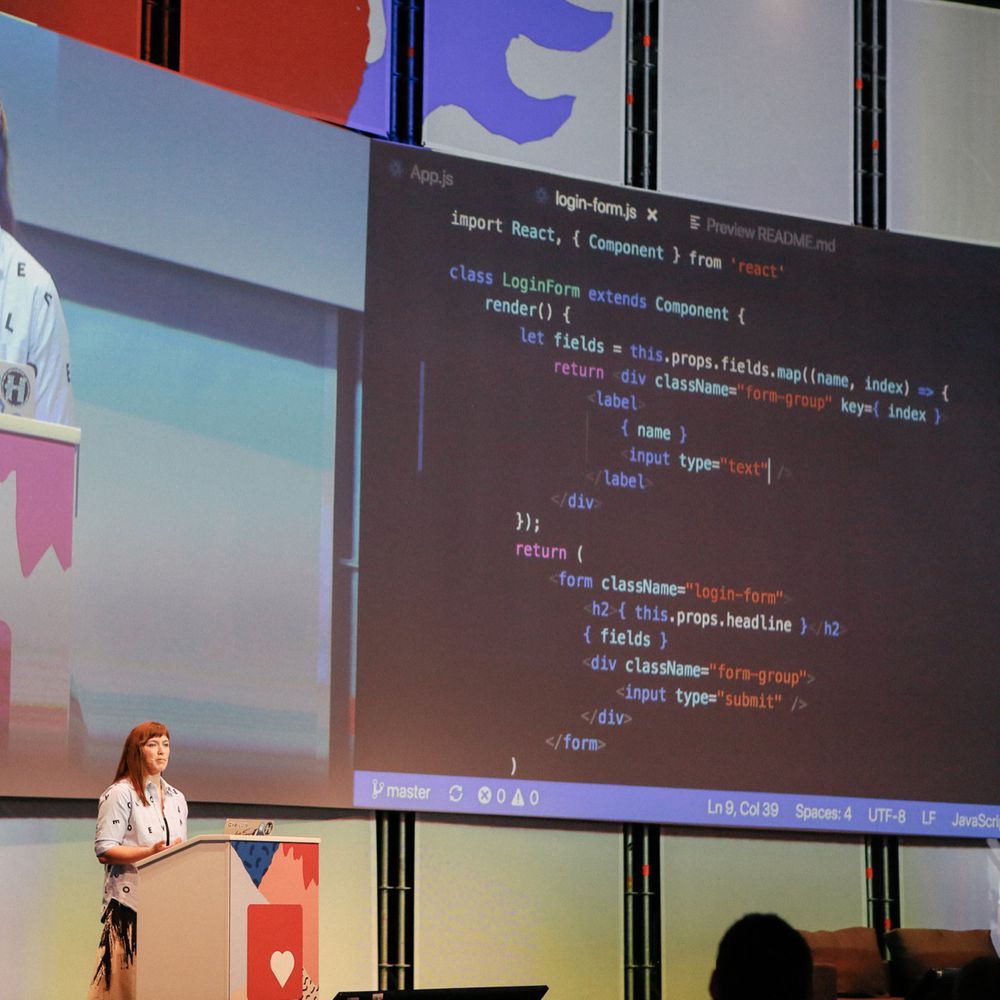 App.js
login-form.js ×
Preview README.md
import React, { Component } from 'react'
class LoginForm extends Component {
render() {
let fields = this.props.fields.map((name, index) => {
return <div className="form-group" key={ index }
<label>
{ name }
<input type="text" />
</label>
</div>
});
return (
<form className="login-form">
<h2>{ this.props.headline }</h2>
{ fields }
<div className="form-group">
<input type="submit" />
</div>
</form>
)
master 0 0
Ln 9, Col 39 Spaces: 4 UTF-8 LF JavaScri
H